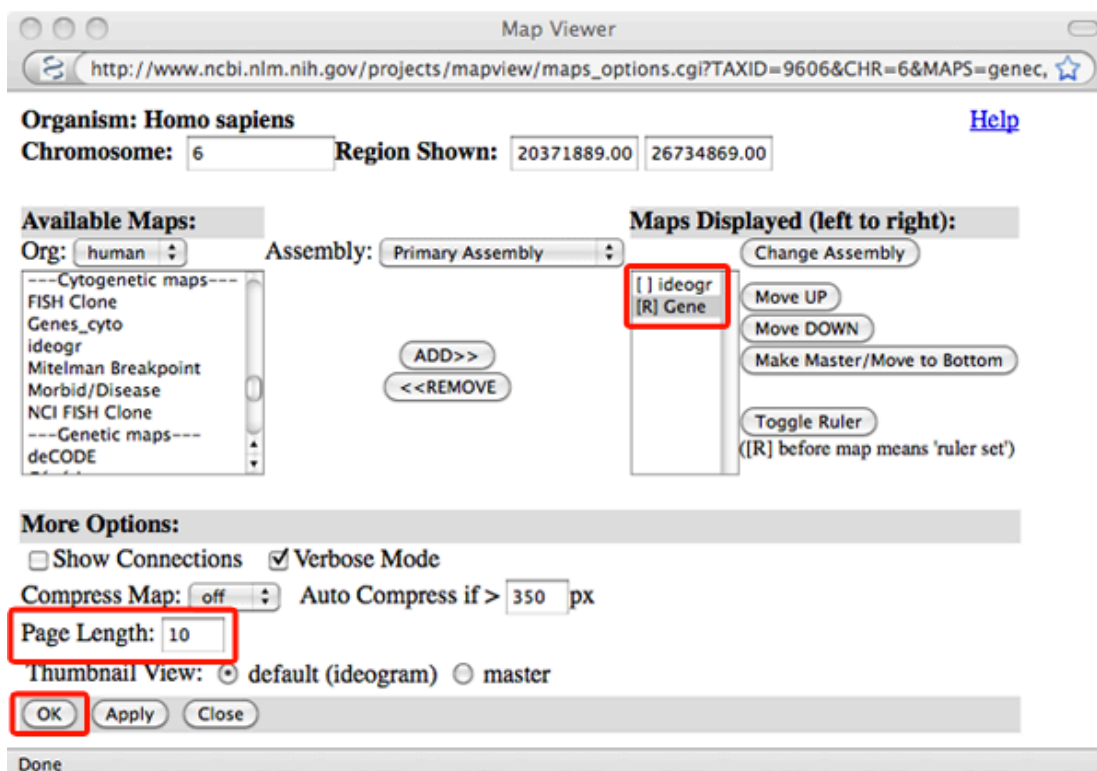 Map Viewer
http://www.ncbi.nlm.nih.gov/projects/mapview/maps_options.cgi?TAXID=9606&CHR=6&MAPS=genec,
Organism: Homo sapiens Help
Chromosome: 6 Region Shown: 20371889.00 26734869.00
Available Maps: Maps Displayed (left to right):
Org: human Assembly: Primary Assembly Change Assembly
---Cytogenetic maps---
FISH Clone
Genes_cyto
ideogr
Mitelman Breakpoint
Morbid/Disease
NCI FISH Clone
---Genetic maps---
deCODE
ADD>>
<<REMOVE
[ ] ideogr
[R] Gene
Move UP
Move DOWN
Make Master/Move to Bottom
Toggle Ruler
([R] before map means 'ruler set')
More Options:
Show Connections Verbose Mode
Compress Map: off Auto Compress if > 350 px
Page Length: 10
Thumbnail View: default (ideogram) master
OK Apply Close
Done